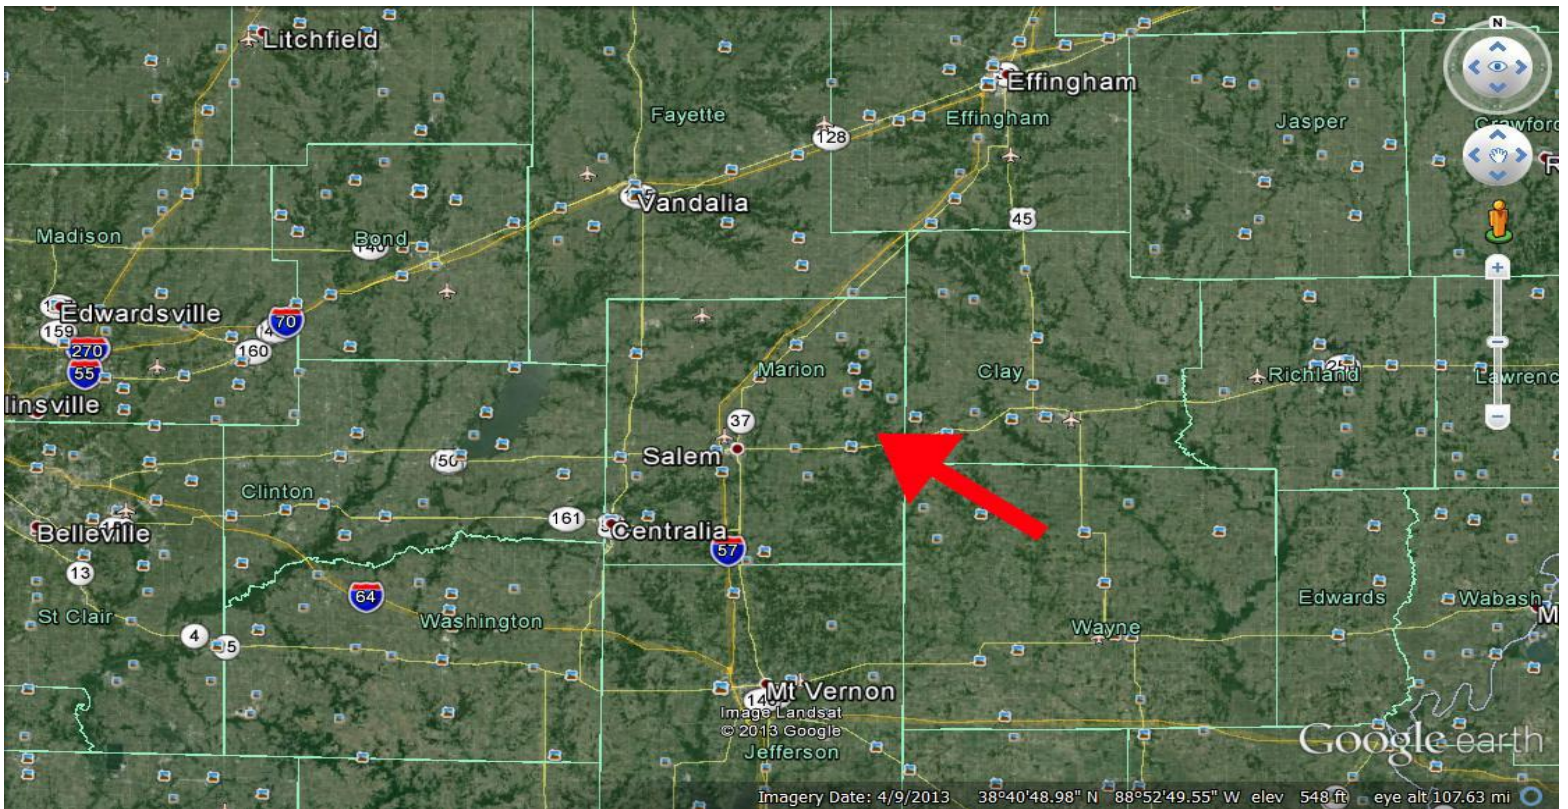 N
Litchfield
Effingham
Fayette
Effingham
Jasper
Crawford
128
Vandalia
45
Madison
Bond
Edwardsville
159
70
270
160
55
Marion
Clay
Richland
Lawrenc
linsville
37
Salem
50
Clinton
161
Centralia
Belleville
57
13
64
St Clair
Washington
4
Edwards
Wabash
Wayne
M
Mt Vernon
Image Landsat
© 2013 Google
Jefferson
Google earth
Imagery Date: 4/9/2013 38°40'48.98" N 88°52'49.55" W elev 548 ft eye alt 107.63 mi